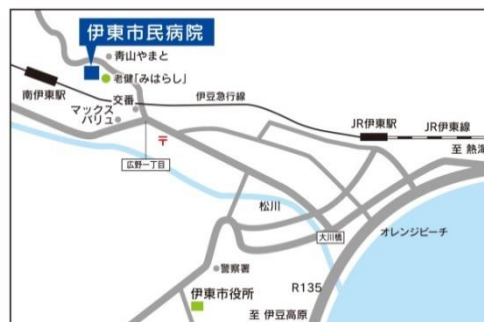 伊東市民病院
青山やまと
老健「みはらし」
南伊東駅
交番
マックス
バリュ
伊豆急行線
JR伊東駅
JR伊東線
至 熱海
〒
広野一丁目
松川
大川橋
オレンジビーチ
警察署
伊東市役所
R135
至 伊豆高原